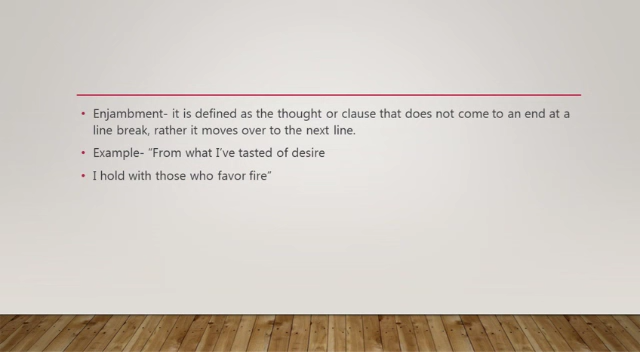 • Enjambment- it is defined as the thought or clause that does not come to an end at a
line break, rather it moves over to the next line.
• Example- “From what I’ve tasted of desire
• I hold with those who favor fire”